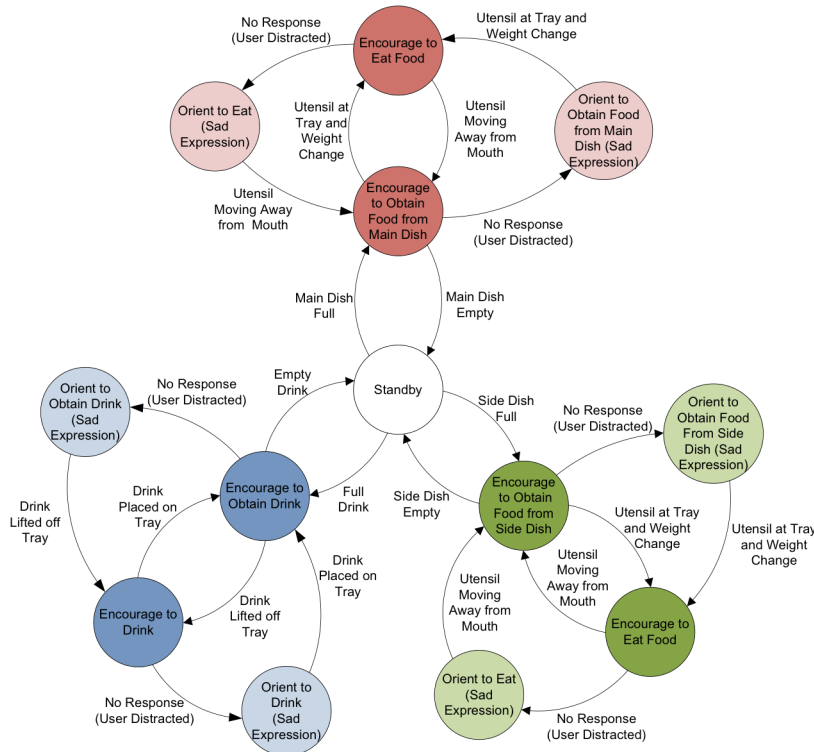 No Response
(User Distracted)
Encourage to
Eat Food
Utensil at Tray and
Weight Change
Orient to Eat
(Sad
Expression)
Utensil at
Tray and
Weight
Change
Utensil
Moving
Away from
Mouth
Orient to
Obtain Food
from Main
Dish (Sad
Expression)
Utensil
Moving Away
from Mouth
Encourage
to Obtain
Food from
Main Dish
No Response
(User Distracted)
Main Dish
Full
Main Dish
Empty
Standby
Empty
Drink
Side Dish
Full
Orient to
Obtain Drink
(Sad
Expression)
No Response
(User Distracted)
No Response
(User Distracted)
Orient to
Obtain Food
From Side
Dish (Sad
Expression)
Encourage to
Obtain Drink
Full
Drink
Side Dish
Empty
Encourage
to Obtain
Food from
Side Dish
Drink
Lifted off
Tray
Drink
Placed on
Tray
Utensil at Tray
and Weight
Change
Utensil at Tray
and Weight
Change
Drink
Placed on
Tray
Utensil
Moving
Away from
Mouth
Utensil
Moving
Away from
Mouth
Encourage to
Drink
Drink
Lifted off
Tray
Encourage to
Eat Food
No Response
(User Distracted)
Orient to
Drink
(Sad
Expression)
Orient to Eat
(Sad
Expression)
No Response
(User Distracted)